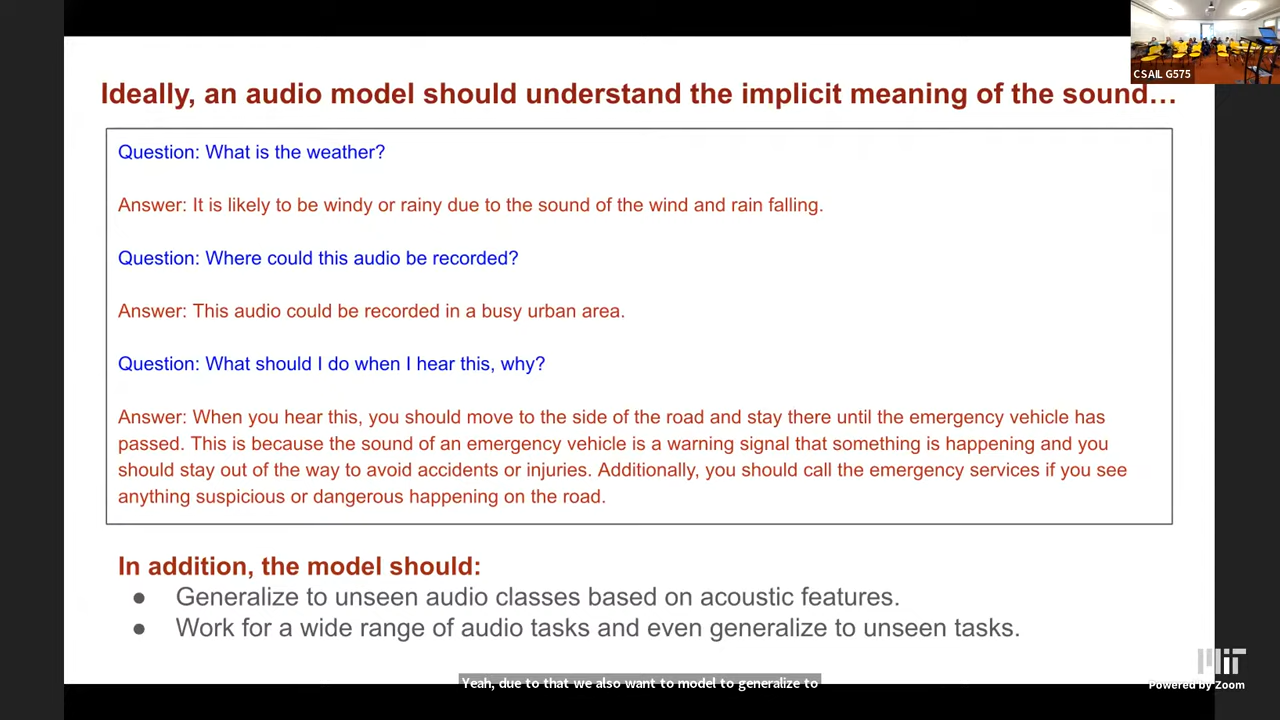 CSAIL G575
Ideally, an audio model should understand the implicit meaning of the sound…
Question: What is the weather?
Answer: It is likely to be windy or rainy due to the sound of the wind and rain falling.
Question: Where could this audio be recorded?
Answer: This audio could be recorded in a busy urban area.
Question: What should I do when I hear this, why?
Answer: When you hear this, you should move to the side of the road and stay there until the emergency vehicle has
passed. This is because the sound of an emergency vehicle is a warning signal that something is happening and you
should stay out of the way to avoid accidents or injuries. Additionally, you should call the emergency services if you see
anything suspicious or dangerous happening on the road.
In addition, the model should:
● Generalize to unseen audio classes based on acoustic features.
● Work for a wide range of audio tasks and even generalize to unseen tasks.
MIT
Yeah, due to that we also want to model to generalize to
Powered by Zoom